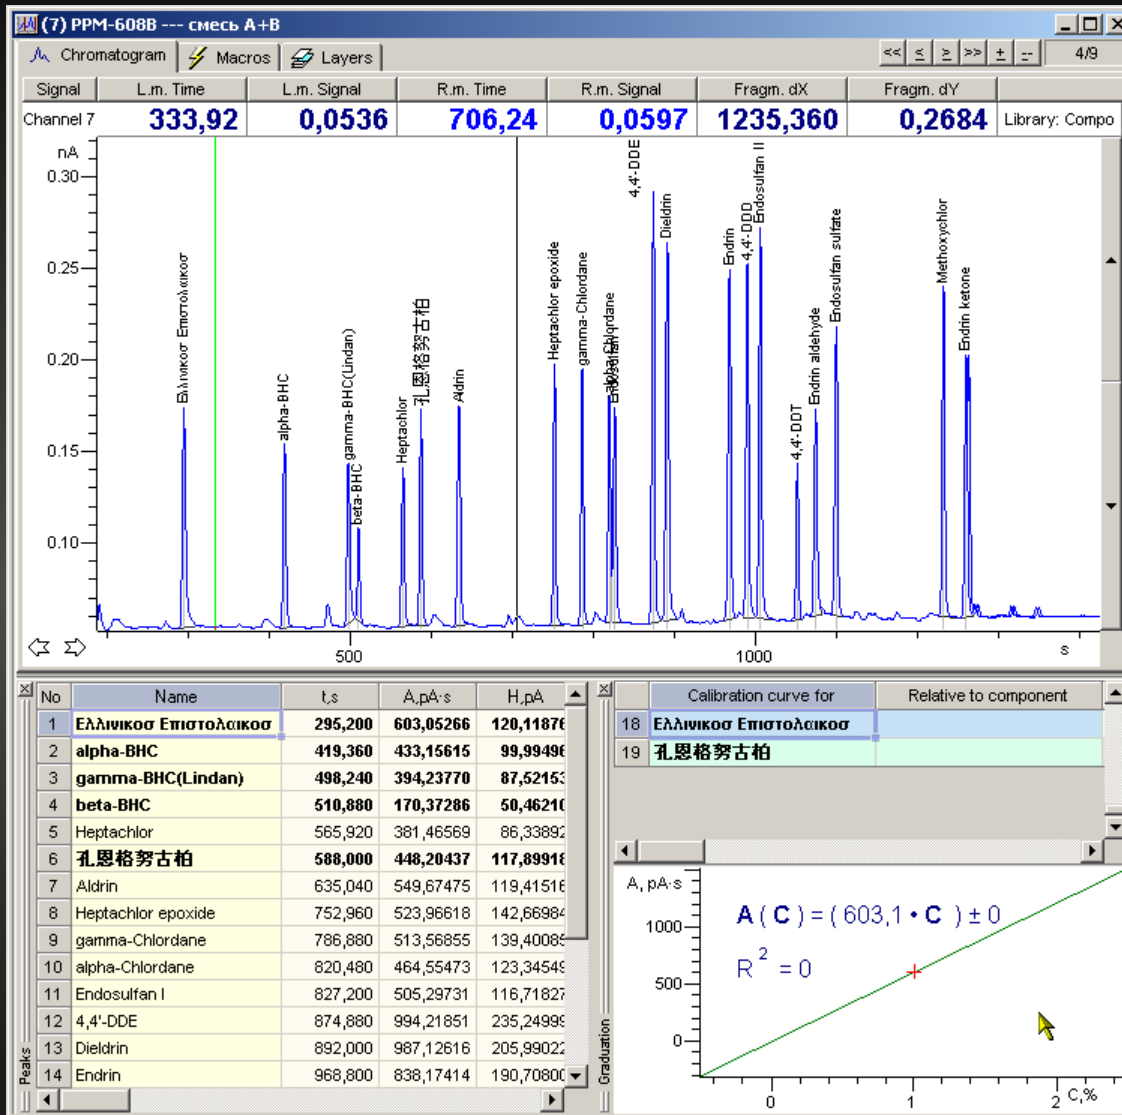 (7) PPM-608B --- смесь A+B
Chromatogram Macros Layers << < > >> ± -- 4/9
Signal L.m. Time L.m. Signal R.m. Time R.m. Signal Fragm. dX Fragm. dY
Channel 7 333,92 0,0536 706,24 0,0597 1235,360 0,2684 Library: Compo
nA
0.30
0.25
0.20
0.15
0.10
Ελλινικοσ Επιστολαικοσ
alpha-BHC
gamma-BHC(Lindan)
beta-BHC
Heptachlor
孔恩格努古柏
Aldrin
Heptachlor epoxide
gamma-Chlordane
alpha-Chlordane
Endosulfan I
4,4'-DDE
Dieldrin
Endrin
4,4'-DDD
Endosulfan II
4,4'-DDT
Endrin aldehyde
Endosulfan sulfate
Methoxychlor
Endrin ketone
500 1000 s
No Name t,s A,pA·s H,pA
1 Ελλινικοσ Επιστολαικοσ 295,200 603,05266 120,11876
2 alpha-BHC 419,360 433,15615 99,99496
3 gamma-BHC(Lindan) 498,240 394,23770 87,52153
4 beta-BHC 510,880 170,37286 50,46210
5 Heptachlor 565,920 381,46569 86,33892
6 孔恩格努古柏 588,000 448,20437 117,89918
7 Aldrin 635,040 549,67475 119,41516
8 Heptachlor epoxide 752,960 523,96618 142,66984
9 gamma-Chlordane 786,880 513,56855 139,40085
10 alpha-Chlordane 820,480 464,55473 123,34549
11 Endosulfan I 827,200 505,29731 116,71827
12 4,4'-DDE 874,880 994,21851 235,24999
13 Dieldrin 892,000 987,12616 205,99022
14 Endrin 968,800 838,17414 190,70800
Peaks
Calibration curve for Relative to component
18 Ελλινικοσ Επιστολαικοσ
19 孔恩格努古柏
Graduation
A, pA·s
1000
500
0
A ( C ) = ( 603,1 • C ) ± 0
R 2 = 0
0 1 2 C,%